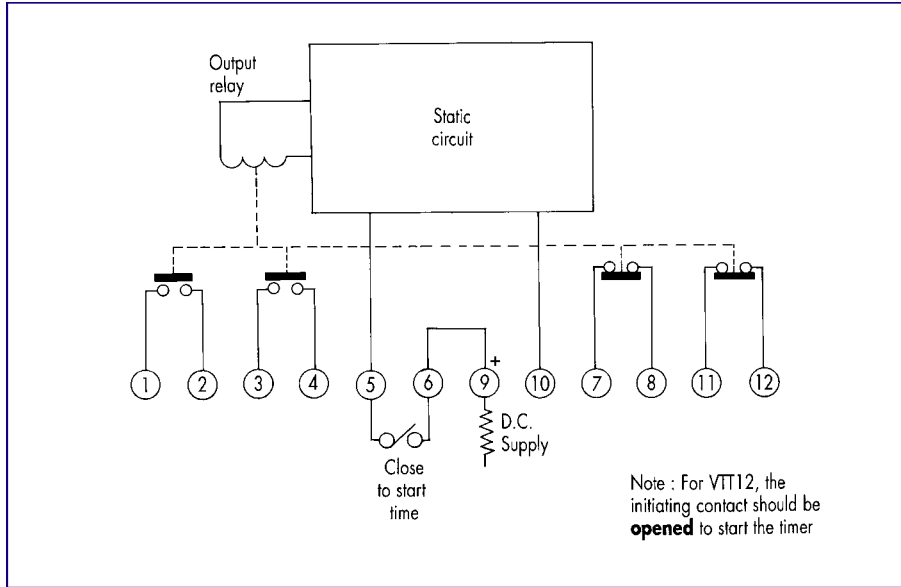 Output
relay
Static
circuit
1 2 3 4 5 6 + 9 10 7 8 11 12
D.C.
Supply
Close
to start
time
Note : For VTT12, the
initiating contact should be
opened to start the timer